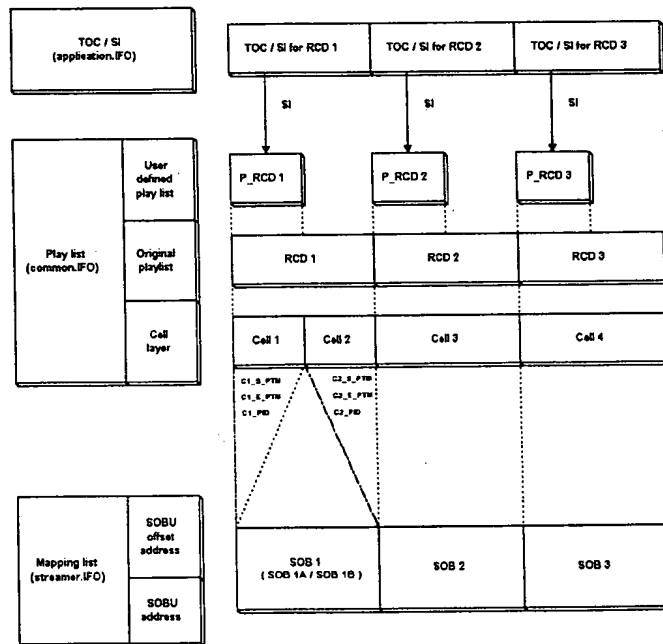 TOC / SI
(application.IFO)
TOC / SI for RCD 1
TOC / SI for RCD 2
TOC / SI for RCD 3
SI
SI
SI
User
defined
play list
P_RCD 1
P_RCD 2
P_RCD 3
Play list
(common.IFO)
Original
playlist
RCD 1
RCD 2
RCD 3
Cell
layer
Cell 1
Cell 2
Cell 3
Cell 4
C1_S_PTM
C1_E_PTM
C1_PID
C2_S_PTM
C2_E_PTM
C2_PID
Mapping list
(streamer.IFO)
SOBU
offset
address
SOBU
address
SOB 1
( SOB 1A / SOB 1B )
SOB 2
SOB 3